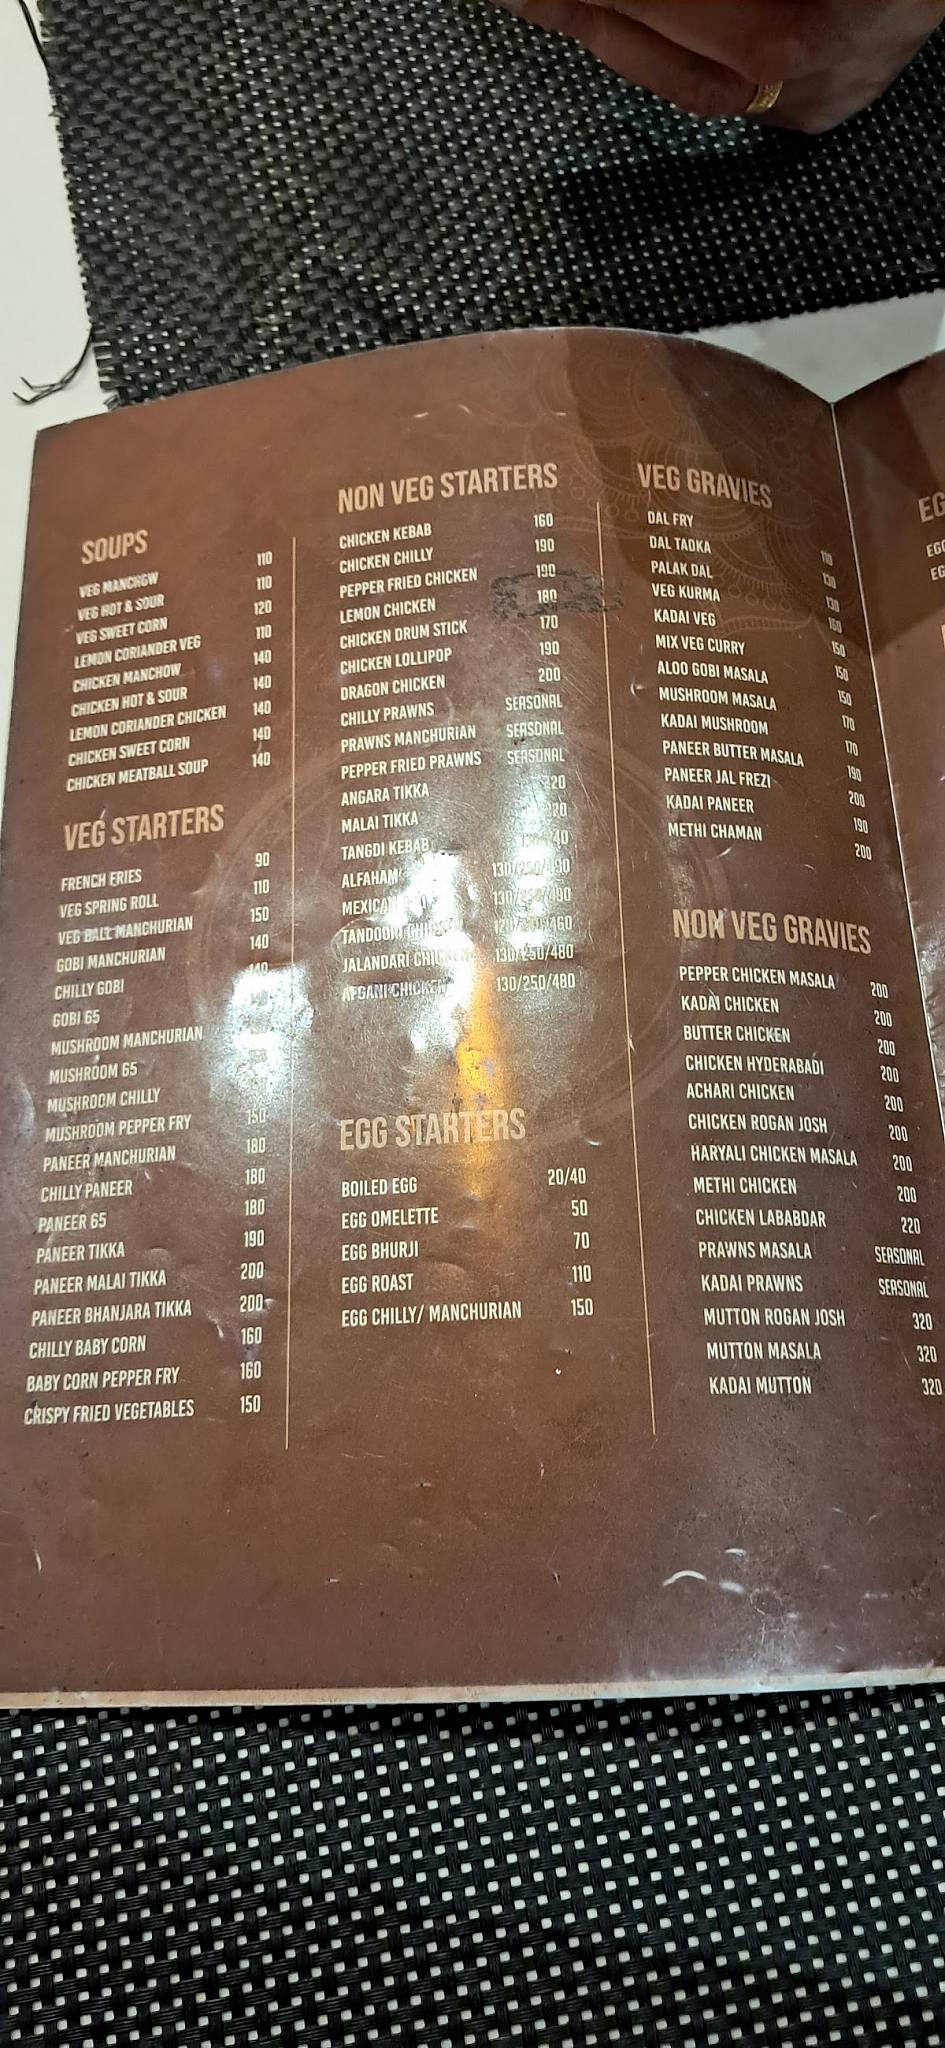 SOUPS
VEG MANCHOW 110
VEG HOT & SOUR 110
VEG SWEET CORN 120
LEMON CORIANDER VEG 110
CHICKEN MANCHOW 140
CHICKEN HOT & SOUR 140
LEMON CORIANDER CHICKEN 140
CHICKEN SWEET CORN 140
CHICKEN MEATBALL SOUP 140
VEG STARTERS
FRENCH FRIES 90
VEG SPRING ROLL 110
VEG BALL MANCHURIAN 150
GOBI MANCHURIAN 140
CHILLY GOBI 140
GOBI 65
MUSHROOM MANCHURIAN
MUSHROOM 65
MUSHROOM CHILLY
MUSHROOM PEPPER FRY 150
PANEER MANCHURIAN 180
CHILLY PANEER 180
PANEER 65 180
PANEER TIKKA 190
PANEER MALAI TIKKA 200
PANEER BHANJARA TIKKA 200
CHILLY BABY CORN 160
BABY CORN PEPPER FRY 160
CRISPY FRIED VEGETABLES 150
NON VEG STARTERS
CHICKEN KEBAB 160
CHICKEN CHILLY 190
PEPPER FRIED CHICKEN 190
LEMON CHICKEN 180
CHICKEN DRUM STICK 170
CHICKEN LOLLIPOP 190
DRAGON CHICKEN 200
CHILLY PRAWNS SEASONAL
PRAWNS MANCHURIAN SEASONAL
PEPPER FRIED PRAWNS SEASONAL
ANGARA TIKKA 220
MALAI TIKKA
TANGDI KEBAB
ALFAHAM
MEXICAN
TANDOORI
JALANDARI CHICKEN 130/250/480
AFGANI CHICKEN 130/250/480
EGG STARTERS
BOILED EGG 20/40
EGG OMELETTE 50
EGG BHURJI 70
EGG ROAST 110
EGG CHILLY/ MANCHURIAN 150
VEG GRAVIES
DAL FRY 110
DAL TADKA 130
PALAK DAL 130
VEG KURMA 160
KADAI VEG 150
MIX VEG CURRY 150
ALOO GOBI MASALA 150
MUSHROOM MASALA 170
KADAI MUSHROOM 170
PANEER BUTTER MASALA 190
PANEER JAL FREZI 200
KADAI PANEER 190
METHI CHAMAN 200
NON VEG GRAVIES
PEPPER CHICKEN MASALA 200
KADAI CHICKEN 200
BUTTER CHICKEN 200
CHICKEN HYDERABADI 200
ACHARI CHICKEN 200
CHICKEN ROGAN JOSH 200
HARYALI CHICKEN MASALA 200
METHI CHICKEN 200
CHICKEN LABABDAR 220
PRAWNS MASALA SEASONAL
KADAI PRAWNS SEASONAL
MUTTON ROGAN JOSH 320
MUTTON MASALA 320
KADAI MUTTON 320
EG
EGG
EG